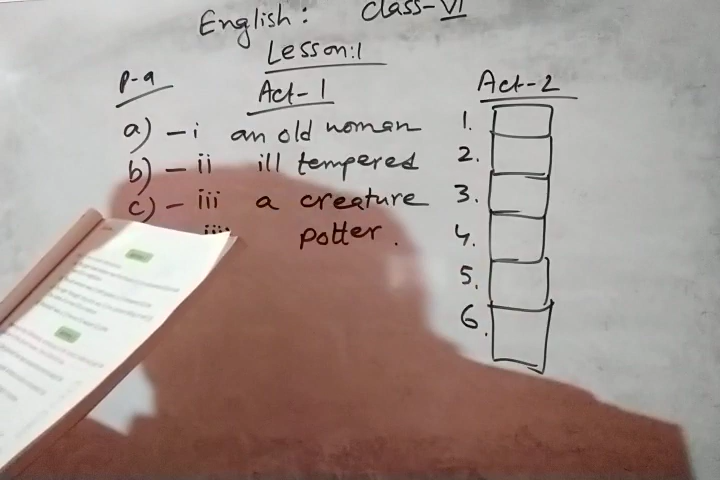 English: Class-VI
Lesson:1
P-a
Act-1
a) - i an old woman
b) - ii ill tempered
c) - iii a creature
iiii potter.
Act-2
1.
2.
3.
4.
5.
6.